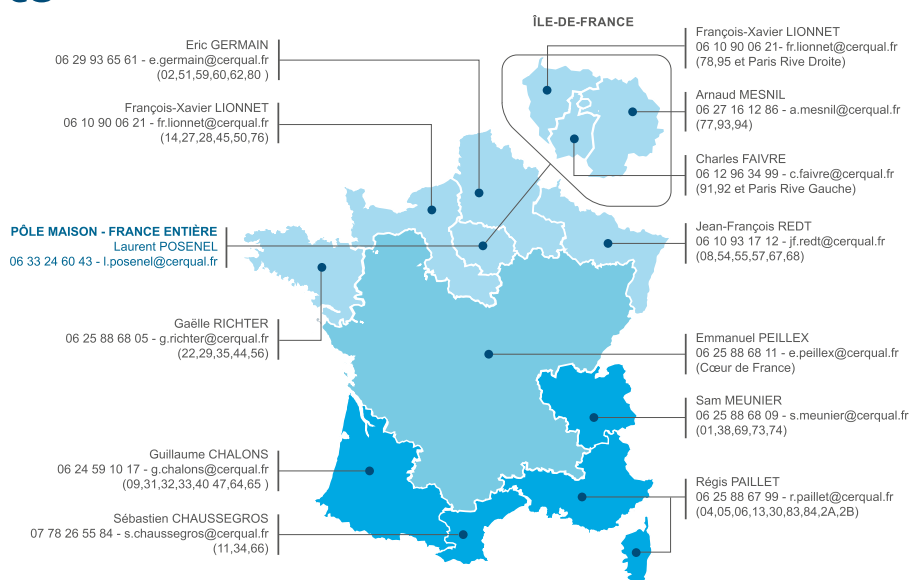 ÎLE-DE-FRANCE
Eric GERMAIN
06 29 93 65 61 - e.germain@cerqual.fr
(02,51,59,60,62,80 )
François-Xavier LIONNET
06 10 90 06 21 - fr.lionnet@cerqual.fr
(14,27,28,45,50,76)
PÔLE MAISON - FRANCE ENTIÈRE
Laurent POSENEL
06 33 24 60 43 - l.posenel@cerqual.fr
Gaëlle RICHTER
06 25 88 68 05 - g.richter@cerqual.fr
(22,29,35,44,56)
Guillaume CHALONS
06 24 59 10 17 - g.chalons@cerqual.fr
(09,31,32,33,40 47,64,65 )
Sébastien CHAUSSEGROS
07 78 26 55 84 - s.chaussegros@cerqual.fr
(11,34,66)
François-Xavier LIONNET
06 10 90 06 21- fr.lionnet@cerqual.fr
(78,95 et Paris Rive Droite)
Arnaud MESNIL
06 27 16 12 86 - a.mesnil@cerqual.fr
(77,93,94)
Charles FAIVRE
06 12 96 34 99 - c.faivre@cerqual.fr
(91,92 et Paris Rive Gauche)
Jean-François REDT
06 10 93 17 12 - jf.redt@cerqual.fr
(08,54,55,57,67,68)
Emmanuel PEILLEX
06 25 88 68 11 - e.peillex@cerqual.fr
(Cœur de France)
Sam MEUNIER
06 25 88 68 09 - s.meunier@cerqual.fr
(01,38,69,73,74)
Régis PAILLET
06 25 88 67 99 - r.paillet@cerqual.fr
(04,05,06,13,30,83,84,2A,2B)